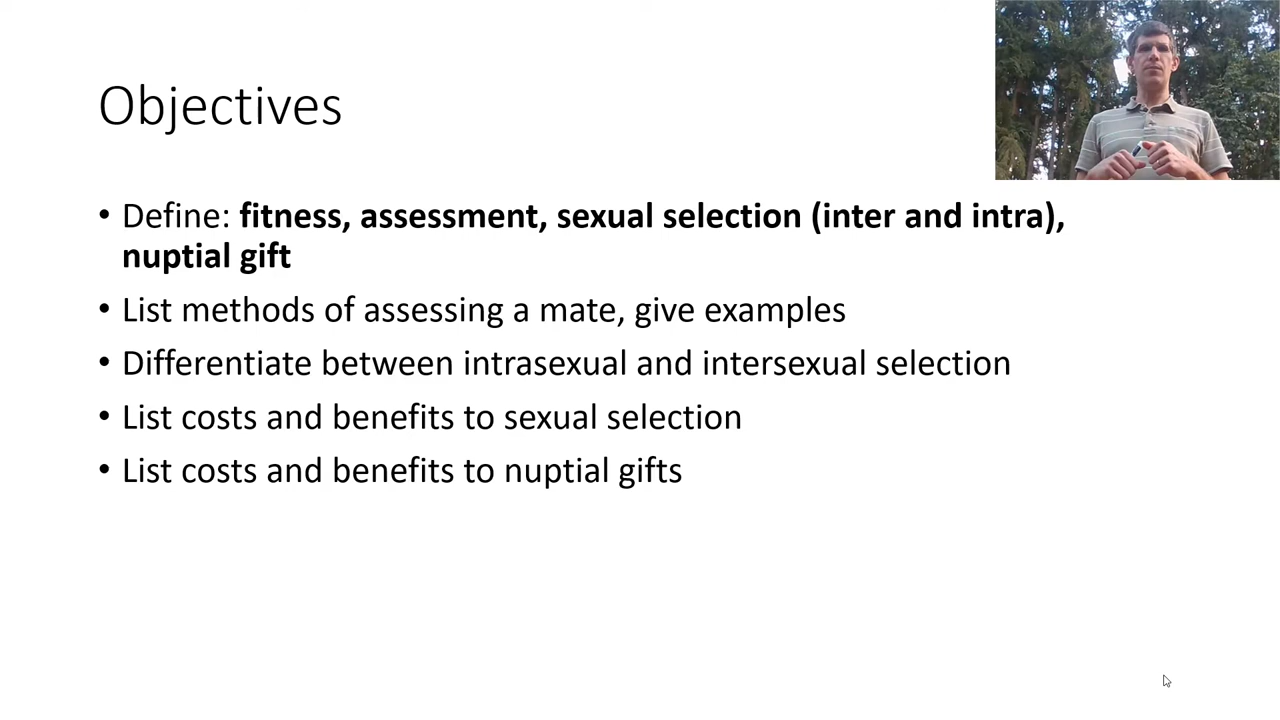 Objectives
• Define: fitness, assessment, sexual selection (inter and intra),
nuptial gift
• List methods of assessing a mate, give examples
• Differentiate between intrasexual and intersexual selection
• List costs and benefits to sexual selection
• List costs and benefits to nuptial gifts